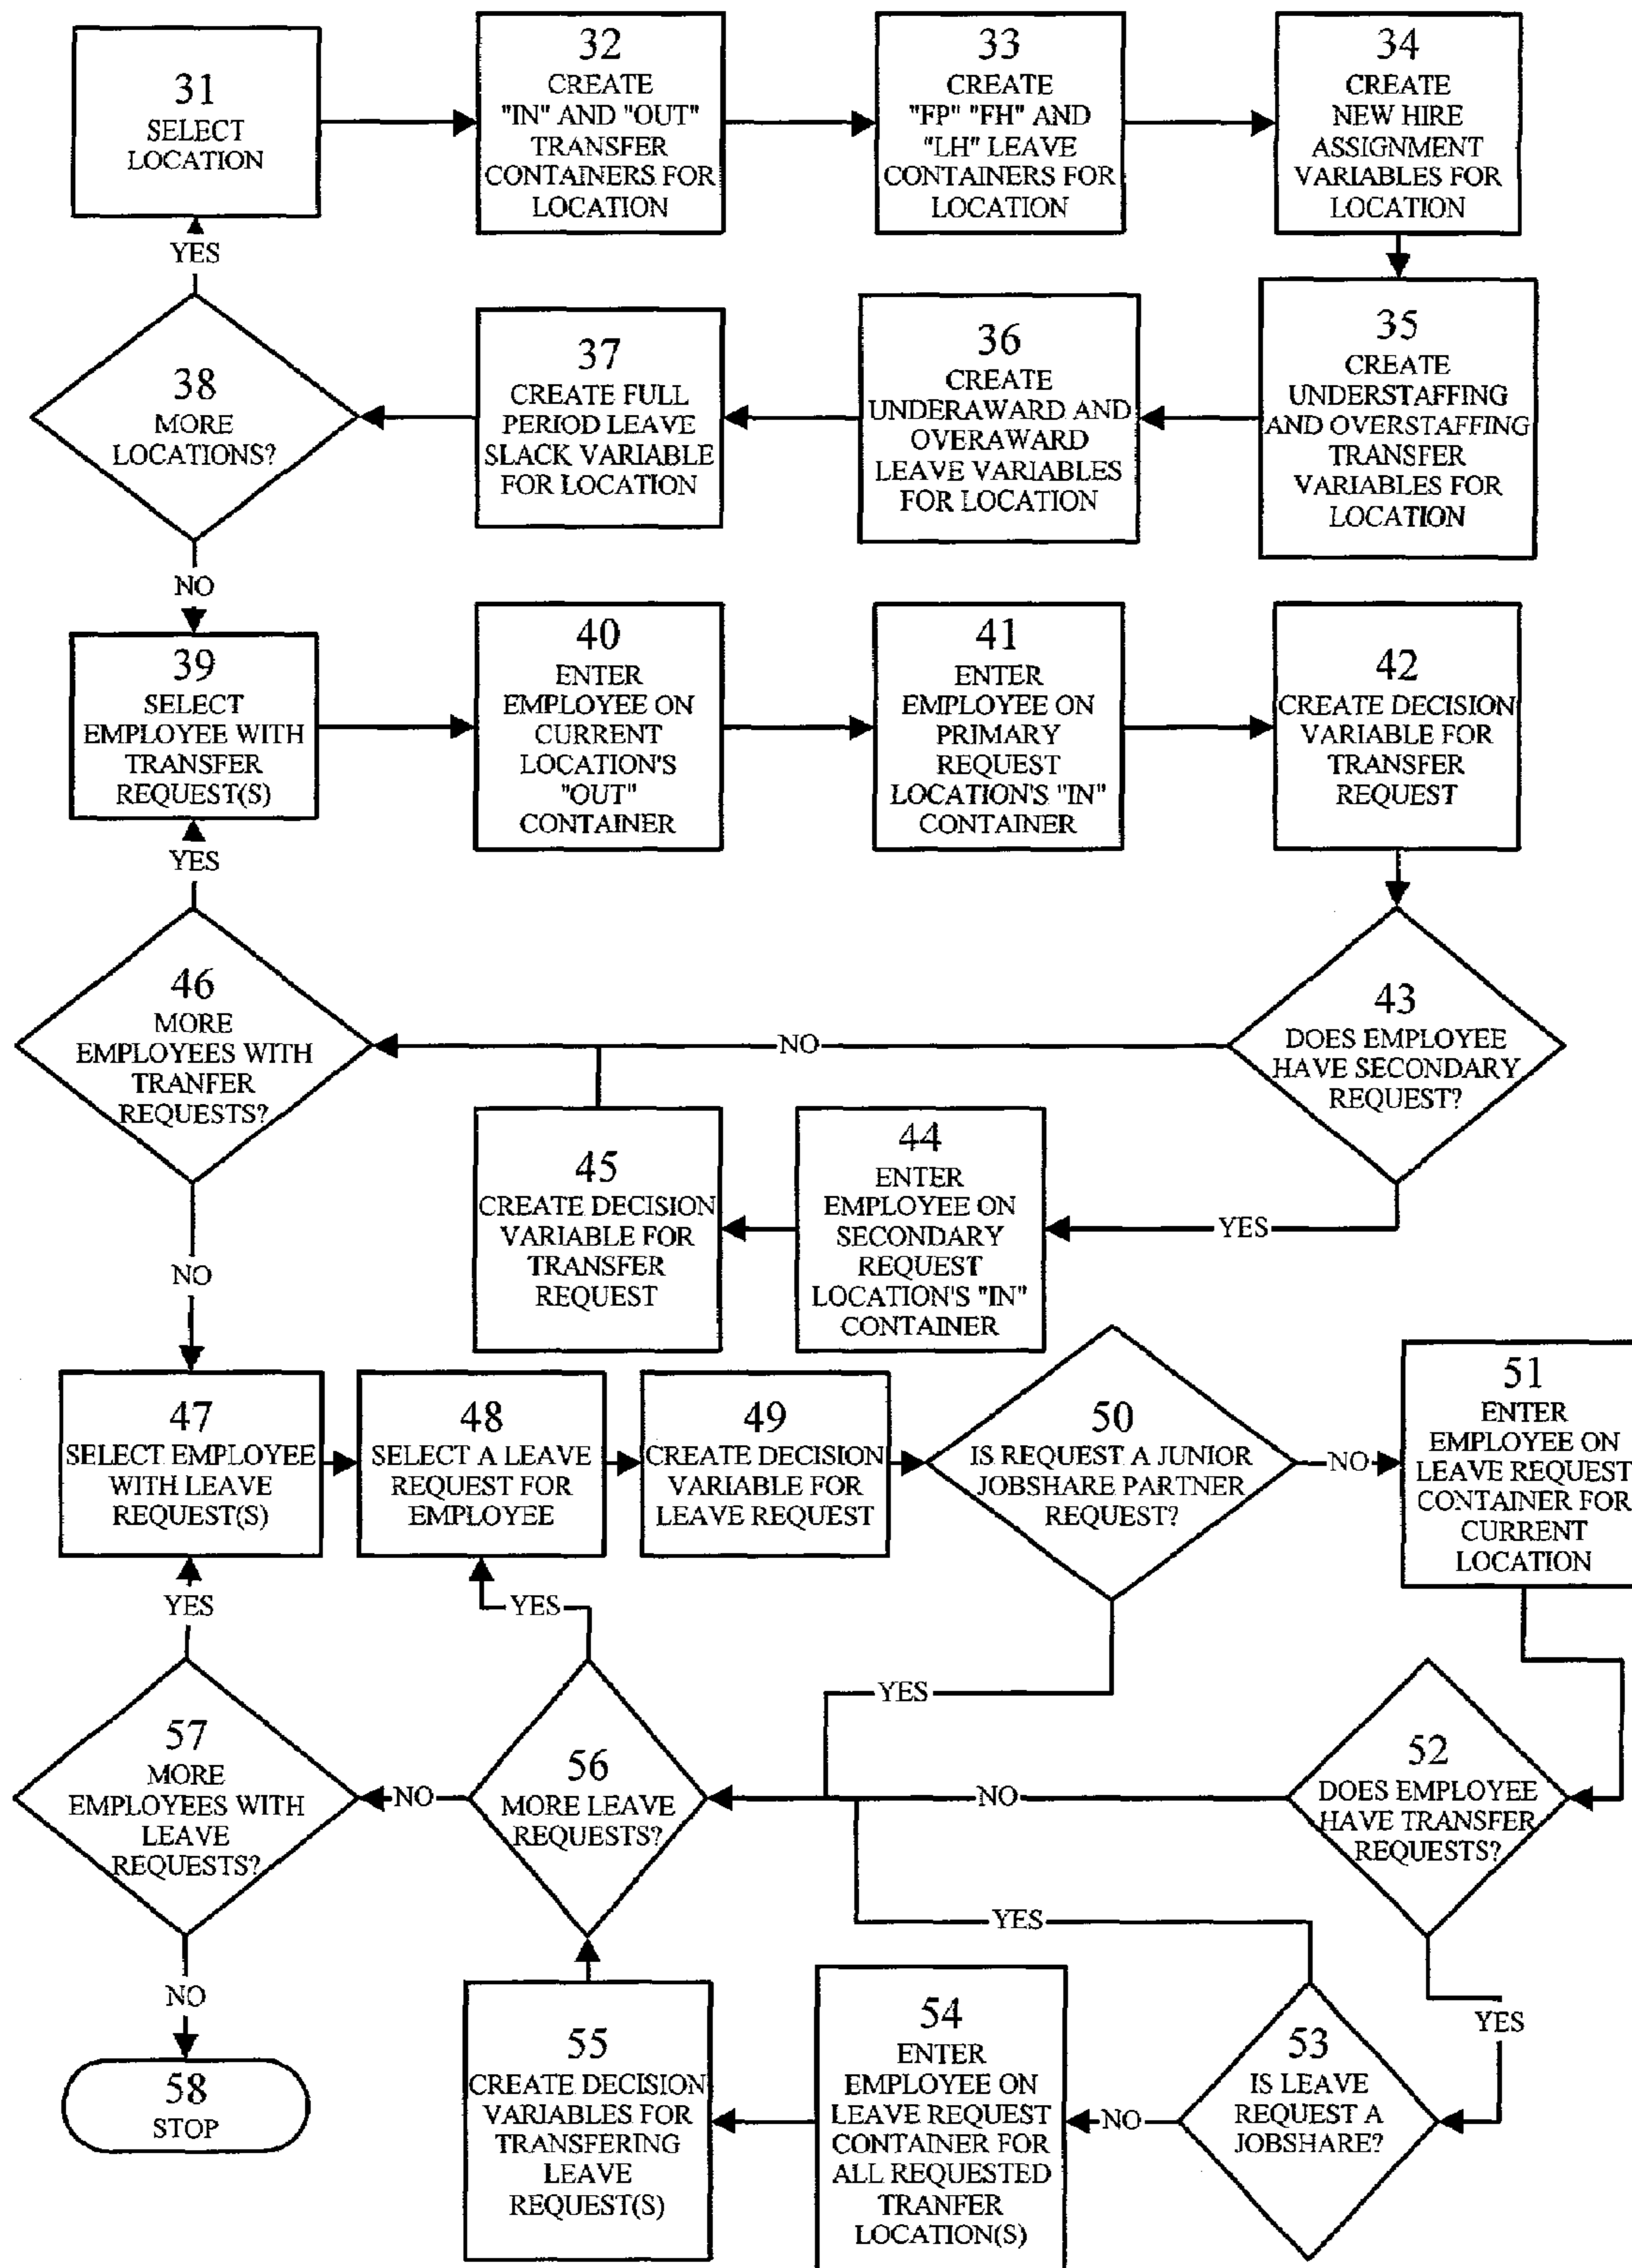 31
SELECT
LOCATION
32
CREATE
"IN" AND "OUT"
TRANSFER
CONTAINERS FOR
LOCATION
33
CREATE
"FP" "FH" AND
"LH" LEAVE
CONTAINERS FOR
LOCATION
34
CREATE
NEW HIRE
ASSIGNMENT
VARIABLES FOR
LOCATION
YES
35
CREATE
UNDERSTAFFING
AND OVERSTAFFING
TRANSFER
VARIABLES FOR
LOCATION
36
CREATE
UNDERAWARD AND
OVERAWARD
LEAVE VARIABLES
FOR LOCATION
37
CREATE FULL
PERIOD LEAVE
SLACK VARIABLE
FOR LOCATION
38
MORE
LOCATIONS?
NO
39
SELECT
EMPLOYEE WITH
TRANSFER
REQUEST(S)
40
ENTER
EMPLOYEE ON
CURRENT
LOCATION'S
"OUT"
CONTAINER
41
ENTER
EMPLOYEE ON
PRIMARY
REQUEST
LOCATION'S "IN"
CONTAINER
42
CREATE DECISION
VARIABLE FOR
TRANSFER
REQUEST
YES
43
DOES EMPLOYEE
HAVE SECONDARY
REQUEST?
NO
46
MORE
EMPLOYEES WITH
TRANFER
REQUESTS?
YES
44
ENTER
EMPLOYEE ON
SECONDARY
REQUEST
LOCATION'S "IN"
CONTAINER
45
CREATE DECISION
VARIABLE FOR
TRANSFER
REQUEST
NO
47
SELECT EMPLOYEE
WITH LEAVE
REQUEST(S)
48
SELECT A LEAVE
REQUEST FOR
EMPLOYEE
49
CREATE DECISION
VARIABLE FOR
LEAVE REQUEST
50
IS REQUEST A JUNIOR
JOBSHARE PARTNER
REQUEST?
NO
51
ENTER
EMPLOYEE ON
LEAVE REQUEST
CONTAINER FOR
CURRENT
LOCATION
YES
YES
YES
57
MORE
EMPLOYEES WITH
LEAVE
REQUESTS?
NO
56
MORE LEAVE
REQUESTS?
NO
52
DOES EMPLOYEE
HAVE TRANSFER
REQUESTS?
YES
NO
YES
58
STOP
55
CREATE DECISION
VARIABLES FOR
TRANSFERING
LEAVE
REQUEST(S)
54
ENTER
EMPLOYEE ON
LEAVE REQUEST
CONTAINER FOR
ALL REQUESTED
TRANFER
LOCATION(S)
NO
53
IS LEAVE
REQUEST A
JOBSHARE?